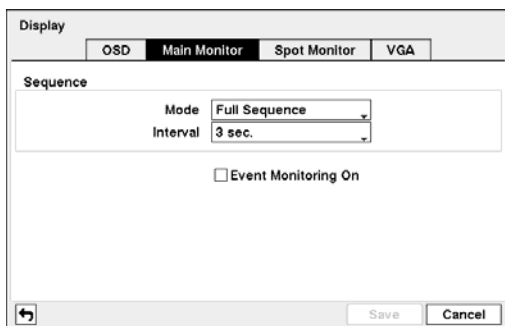 Display
OSD Main Monitor Spot Monitor VGA
Sequence
Mode Full Sequence
Interval 3 sec.
Event Monitoring On
Save Cancel